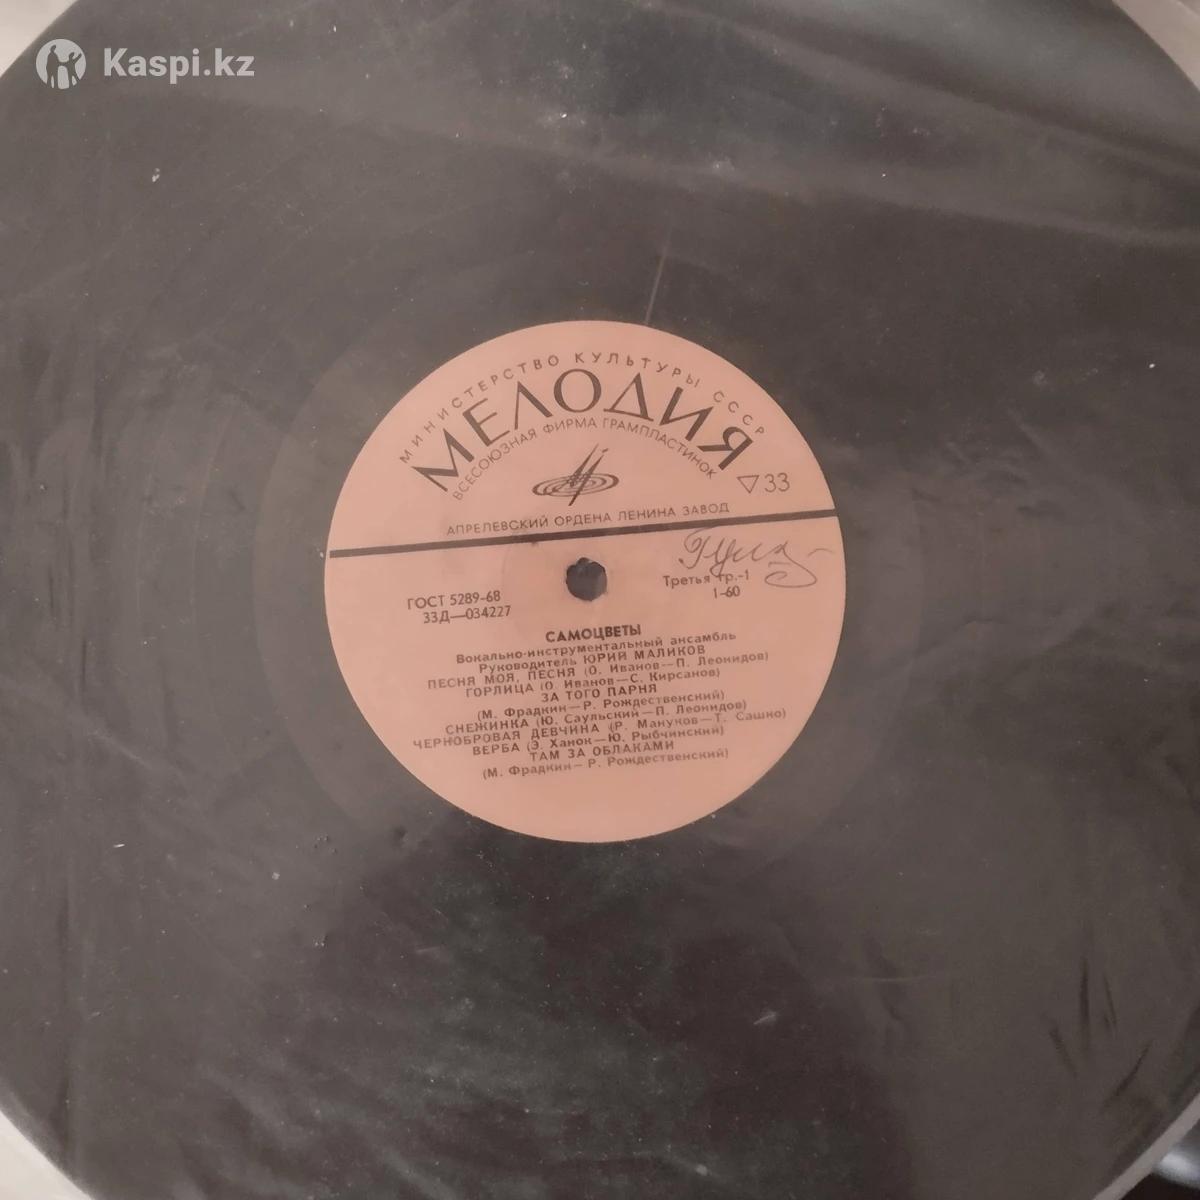 Kaspi.kz
МИНИСТЕРСТВО КУЛЬТУРЫ СССР
МЕЛОДИЯ
ВСЕСОЮЗНАЯ ФИРМА ГРАМПЛАСТИНОК
▽33
АПРЕЛЕВСКИЙ ОРДЕНА ЛЕНИНА ЗАВОД
ГОСТ 5289-68
33Д—034227
Третья гр.-1
1-60
САМОЦВЕТЫ
Вокально-инструментальный ансамбль
Руководитель ЮРИЙ МАЛИКОВ
ПЕСНЯ МОЯ, ПЕСНЯ (О. Иванов—П. Леонидов)
ГОРЛИЦА (О. Иванов—С. Кирсанов)
ЗА ТОГО ПАРНЯ
(М. Фрадкин—Р. Рождественский)
СНЕЖИНКА (Ю. Саульский—П. Леонидов)
ЧЕРНОБРОВАЯ ДЕВЧИНА (Р. Мануков—Т. Сашко)
ВЕРБА (Э. Ханок—Ю. Рыбчинский)
ТАМ ЗА ОБЛАКАМИ
(М. Фрадкин—Р. Рождественский)